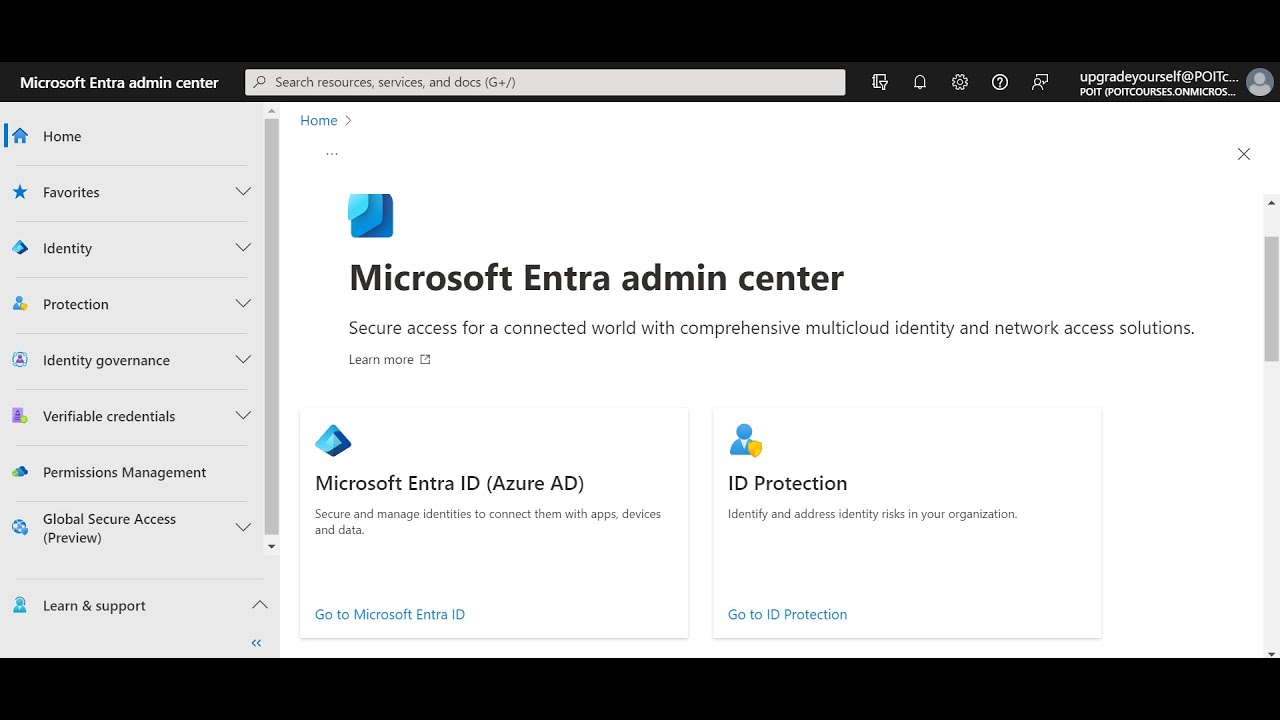 Microsoft Entra admin center
Search resources, services, and docs (G+/)
upgradeyourself@POITc...
POIT (POITCOURSES.ONMICROS...
Home
Favorites
Identity
Protection
Identity governance
Verifiable credentials
Permissions Management
Global Secure Access
(Preview)
Learn & support
Home
...
Microsoft Entra admin center
Secure access for a connected world with comprehensive multicloud identity and network access solutions.
Learn more
Microsoft Entra ID (Azure AD)
Secure and manage identities to connect them with apps, devices
and data.
Go to Microsoft Entra ID
ID Protection
Identify and address identity risks in your organization.
Go to ID Protection